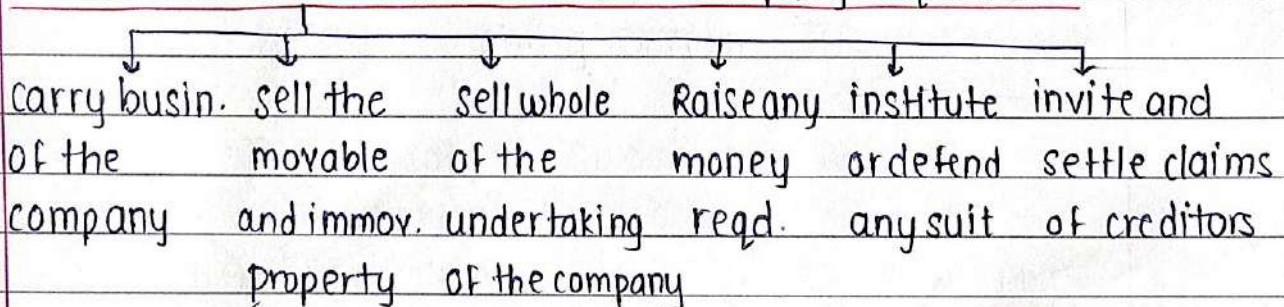 carry busin. sell the sell whole Raise any institute invite and
of the movable of the money or defend settle claims
company and immov. undertaking reqd. any suit of creditors
property of the company